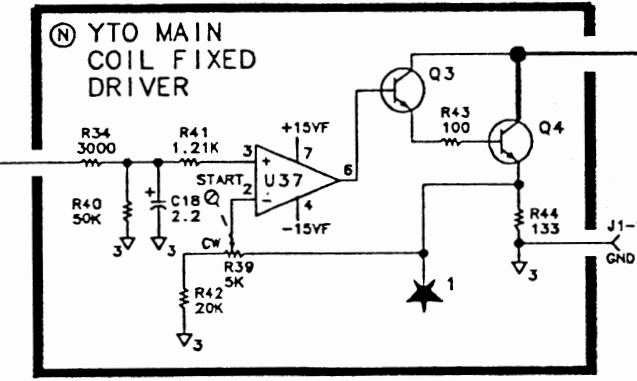 N YTO MAIN
COIL FIXED
DRIVER
Q3
R43
100
Q4
R34
3000
R41
1.21K
+15VF
3
+
7
6
U37
START
2
-
4
-15VF
R40
50K
+
C18
2.2
3
3
CW
R39
5K
R42
20K
3
1
R44
133
3
J1-
GND